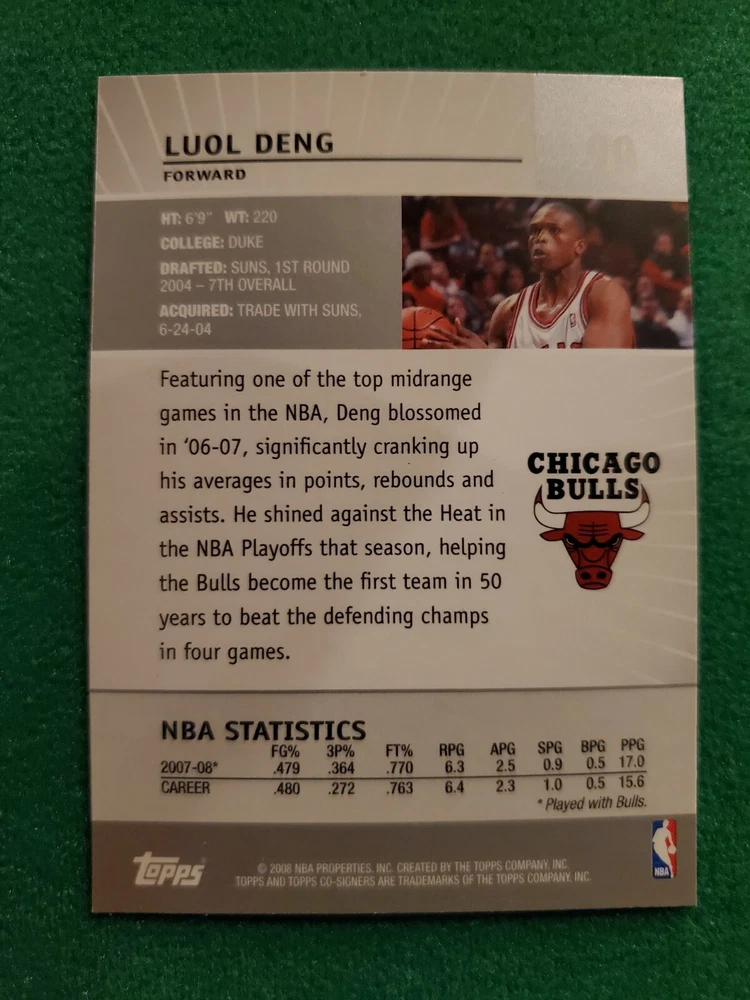 LUOL DENG
FORWARD
HT: 6'9" WT: 220
COLLEGE: DUKE
DRAFTED: SUNS, 1ST ROUND
2004 – 7TH OVERALL
ACQUIRED: TRADE WITH SUNS,
6-24-04
Featuring one of the top midrange
games in the NBA, Deng blossomed
in '06-07, significantly cranking up
his averages in points, rebounds and
assists. He shined against the Heat in
the NBA Playoffs that season, helping
the Bulls become the first team in 50
years to beat the defending champs
in four games.
CHICAGO
BULLS
NBA STATISTICS
FG% 3P% FT% RPG APG SPG BPG PPG
2007-08* .479 .364 .770 6.3 2.5 0.9 0.5 17.0
CAREER .480 .272 .763 6.4 2.3 1.0 0.5 15.6
* Played with Bulls.
topps
© 2008 NBA PROPERTIES, INC. CREATED BY THE TOPPS COMPANY, INC.
TOPPS AND TOPPS CO-SIGNERS ARE TRADEMARKS OF THE TOPPS COMPANY, INC.
NBA